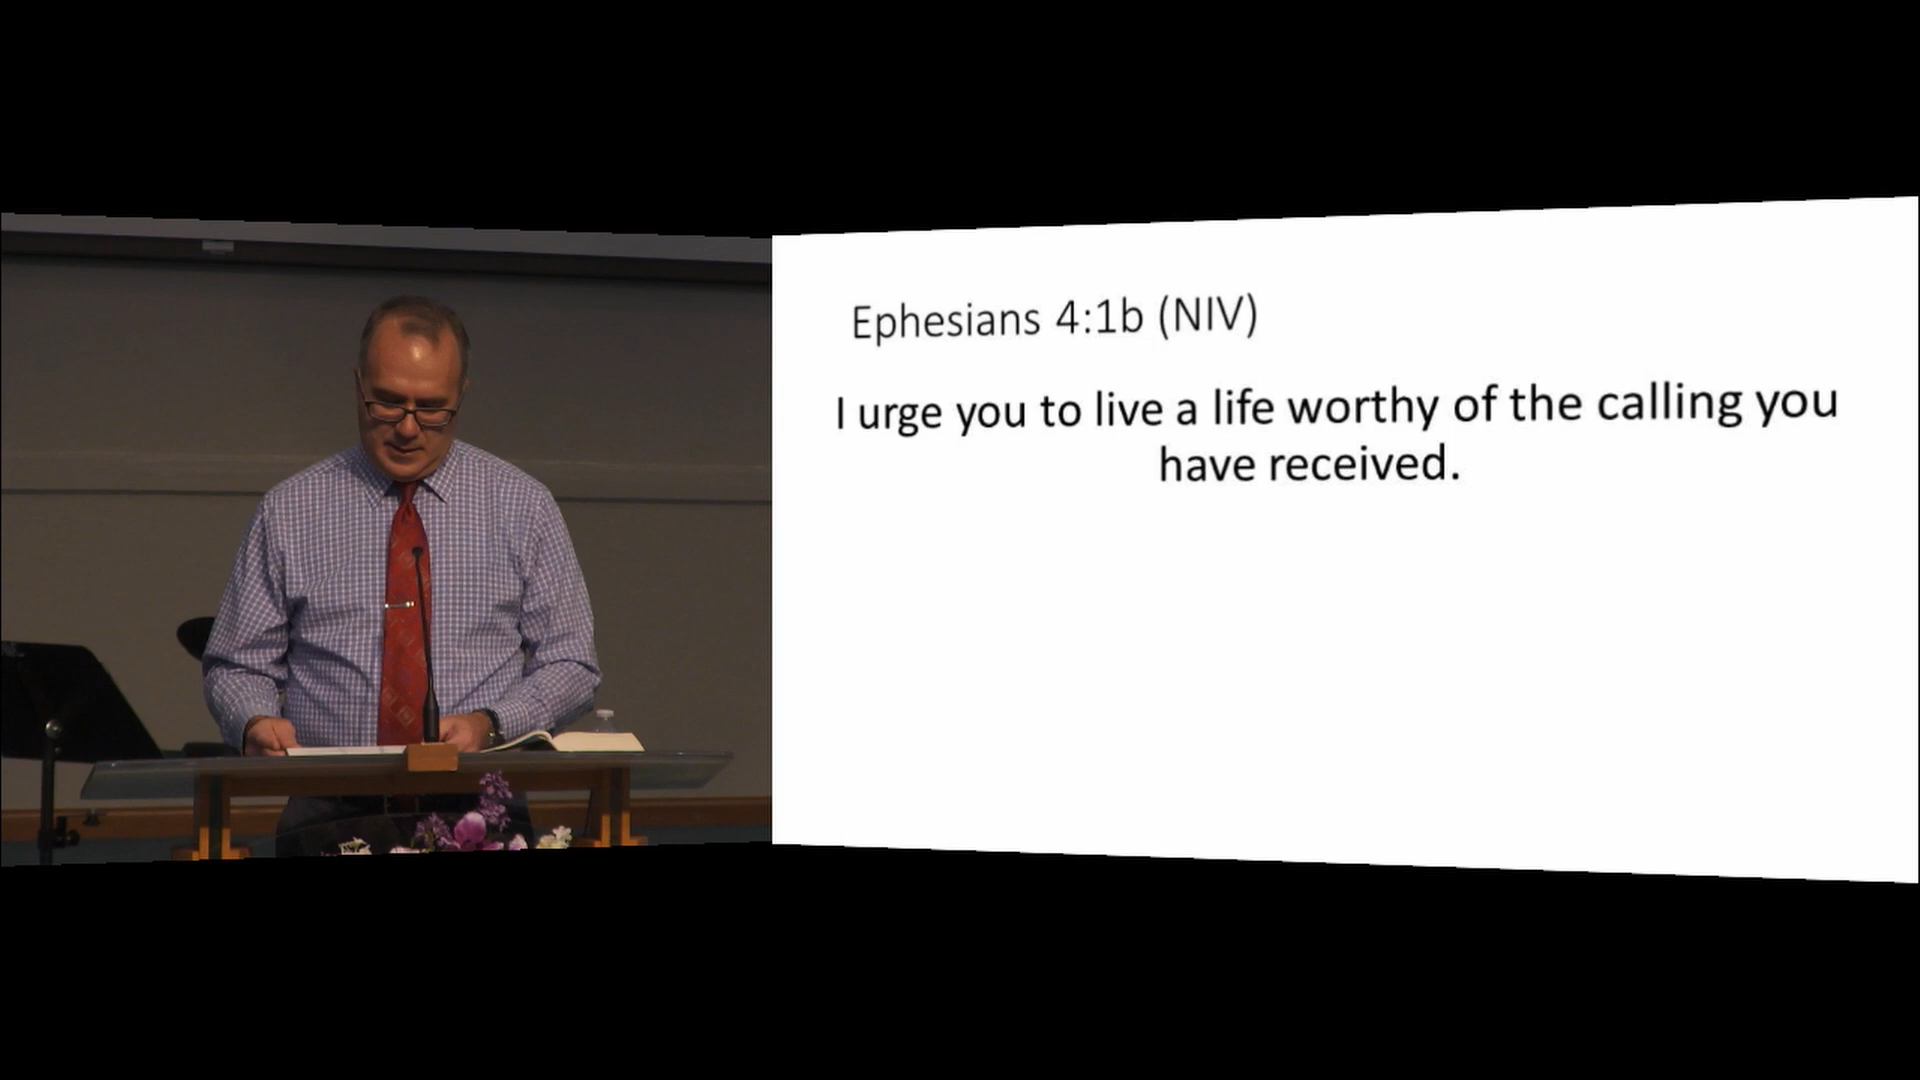 Ephesians 4:1b (NIV)
I urge you to live a life worthy of the calling you
have received.